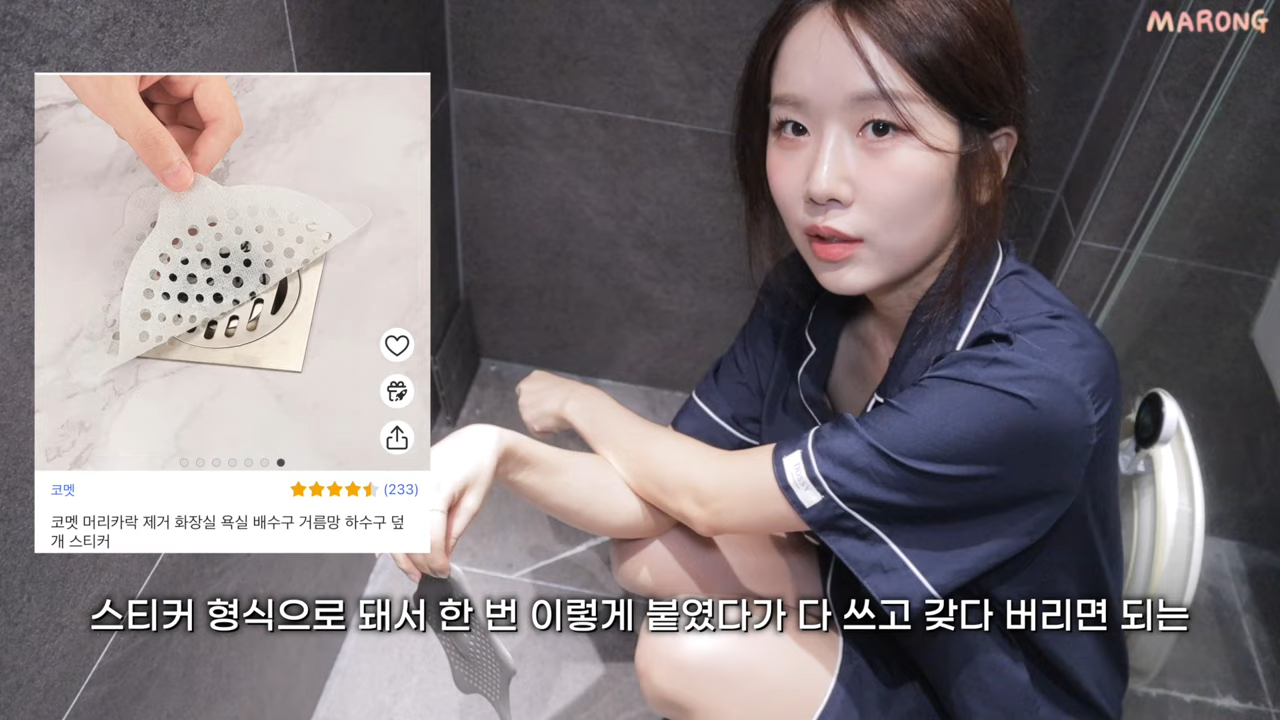 MARONG
코멧
(233)
코멧 머리카락 제거 화장실 욕실 배수구 거름망 하수구 덮
개 스티커
스티커 형식으로 돼서 한 번 이렇게 붙였다가 다 쓰고 갖다 버리면 되는